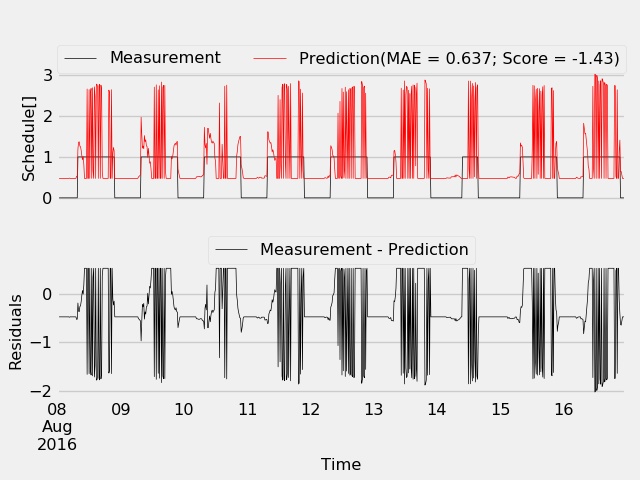 Measurement Prediction(MAE = 0.637; Score = -1.43)
3
2
1
0
Schedule[]
Measurement - Prediction
0
−1
−2
Residuals
08 09 10 11 12 13 14 15 16
Aug
2016
Time